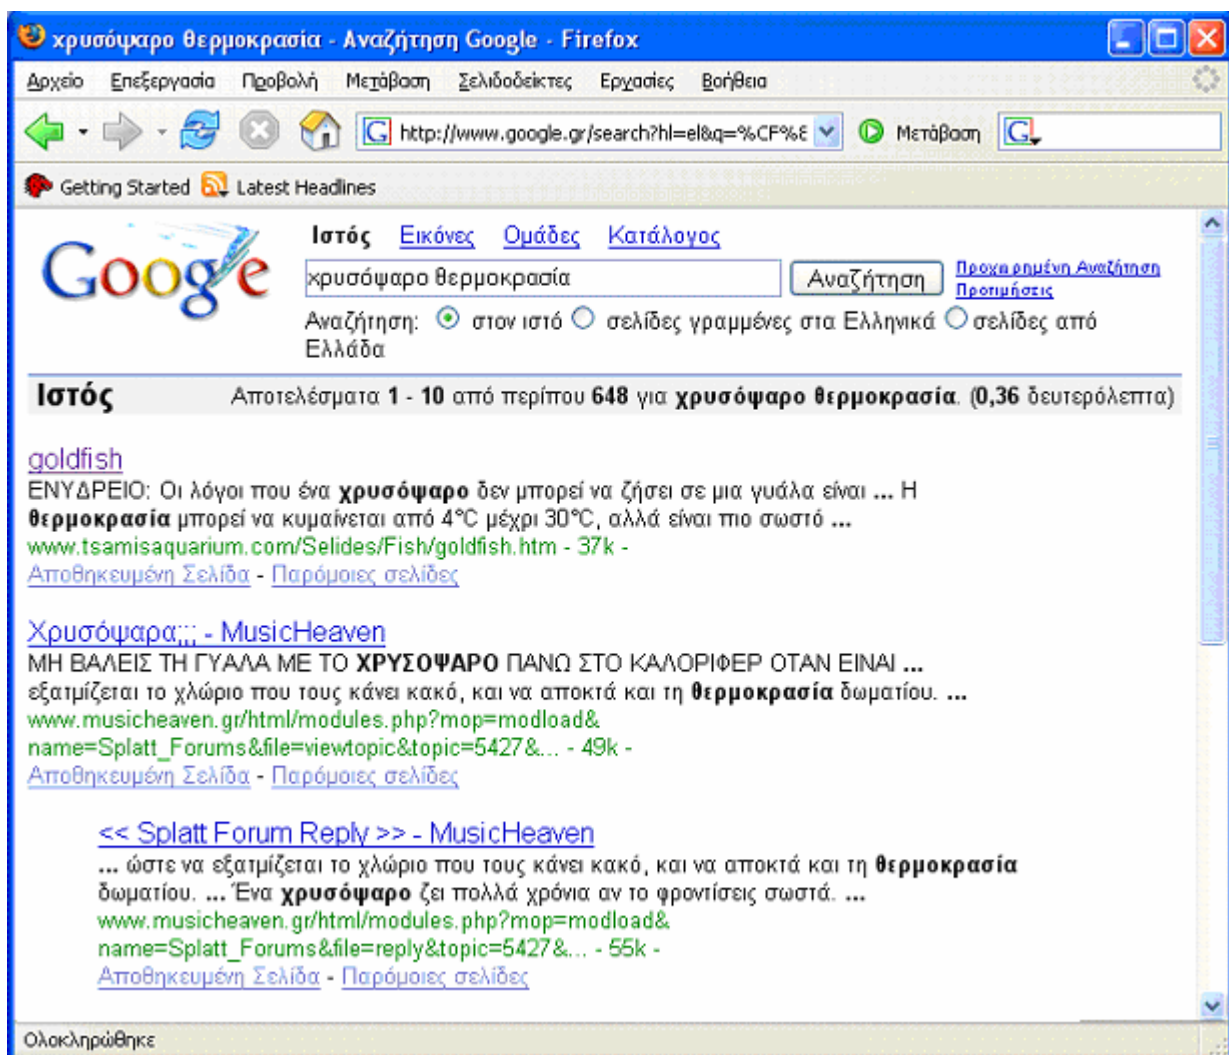 χρυσόψαρο θερμοκρασία - Αναζήτηση Google - Firefox
Αρχείο Επεξεργασία Προβολή Μετάβαση Σελιδοδείκτες Εργασίες Βοήθεια
http://www.google.gr/search?hl=el&q=%CF%8 Μετάβαση
Getting Started Latest Headlines
Google
Ιστός Εικόνες Ομάδες Κατάλογος
χρυσόψαρο θερμοκρασία Αναζήτηση Προχωρημένη Αναζήτηση
Προτιμήσεις
Αναζήτηση: στον ιστό σελίδες γραμμένες στα Ελληνικά σελίδες από
Ελλάδα
Ιστός Αποτελέσματα 1 - 10 από περίπου 648 για χρυσόψαρο θερμοκρασία. (0,36 δευτερόλεπτα)
goldfish
ΕΝΥΔΡΕΙΟ: Οι λόγοι που ένα χρυσόψαρο δεν μπορεί να ζήσει σε μια γυάλα είναι ... Η
θερμοκρασία μπορεί να κυμαίνεται από 4°C μέχρι 30°C, αλλά είναι πιο σωστό ...
www.tsamisaquarium.com/Selides/Fish/goldfish.htm - 37k -
Αποθηκευμένη Σελίδα - Παρόμοιες σελίδες
Χρυσόψαρα;;; - MusicHeaven
ΜΗ ΒΑΛΕΙΣ ΤΗ ΓΥΑΛΑ ΜΕ ΤΟ ΧΡΥΣΟΨΑΡΟ ΠΑΝΩ ΣΤΟ ΚΑΛΟΡΙΦΕΡ ΟΤΑΝ ΕΙΝΑΙ ...
εξατμίζεται το χλώριο που τους κάνει κακό, και να αποκτά και τη θερμοκρασία δωματίου. ...
www.musicheaven.gr/html/modules.php?mop=modload&
name=Splatt_Forums&file=viewtopic&topic=5427&... - 49k -
Αποθηκευμένη Σελίδα - Παρόμοιες σελίδες
<< Splatt Forum Reply >> - MusicHeaven
... ώστε να εξατμίζεται το χλώριο που τους κάνει κακό, και να αποκτά και τη θερμοκρασία
δωματίου. ... Ένα χρυσόψαρο ζει πολλά χρόνια αν το φροντίσεις σωστά. ...
www.musicheaven.gr/html/modules.php?mop=modload&
name=Splatt_Forums&file=reply&topic=5427&... - 55k -
Αποθηκευμένη Σελίδα - Παρόμοιες σελίδες
Ολοκληρώθηκε